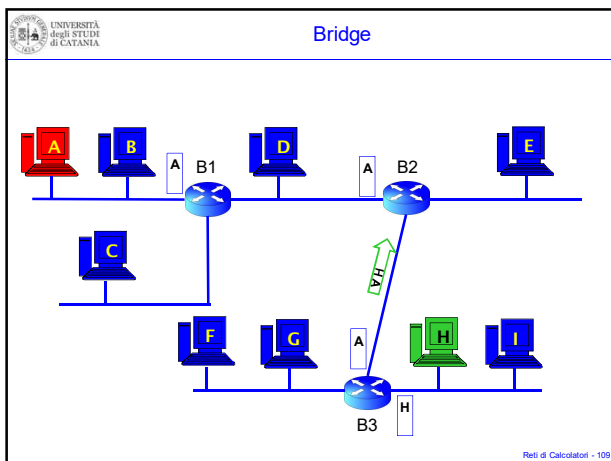 UNIVERSITÀ
degli STUDI
di CATANIA
Bridge
A
B
A
B1
D
A
B2
E
C
H A
F
G
A
H
I
B3
H
Reti di Calcolatori - 109